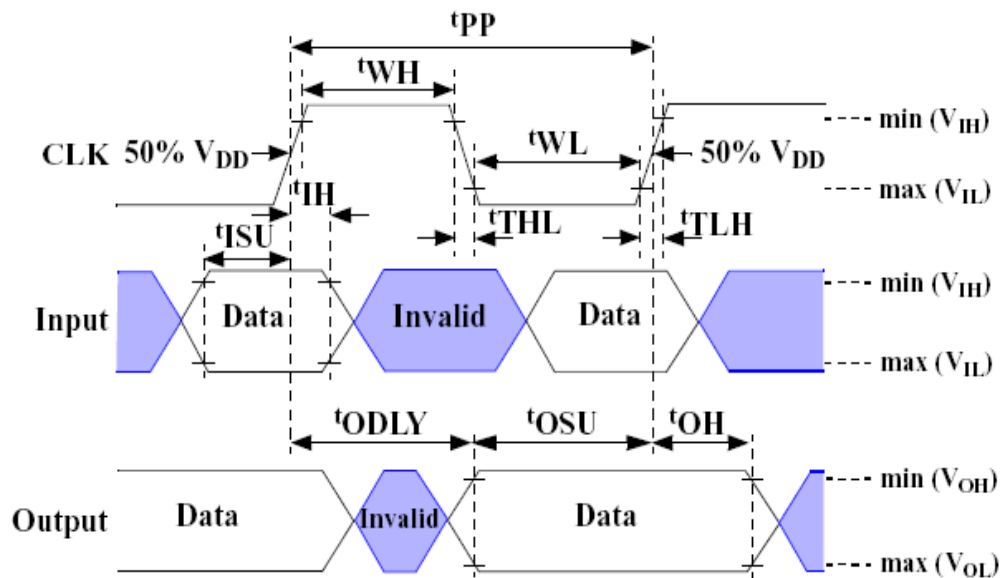 tPP
tWH
min (VIH)
CLK 50% VDD
tWL
50% VDD
max (VIL)
tIH
tTHL
tTLH
tISU
min (VIH)
Input
Data
Invalid
Data
max (VIL)
tODLY
tOSU
tOH
min (VOH)
Output
Data
Invalid
Data
max (VOL)